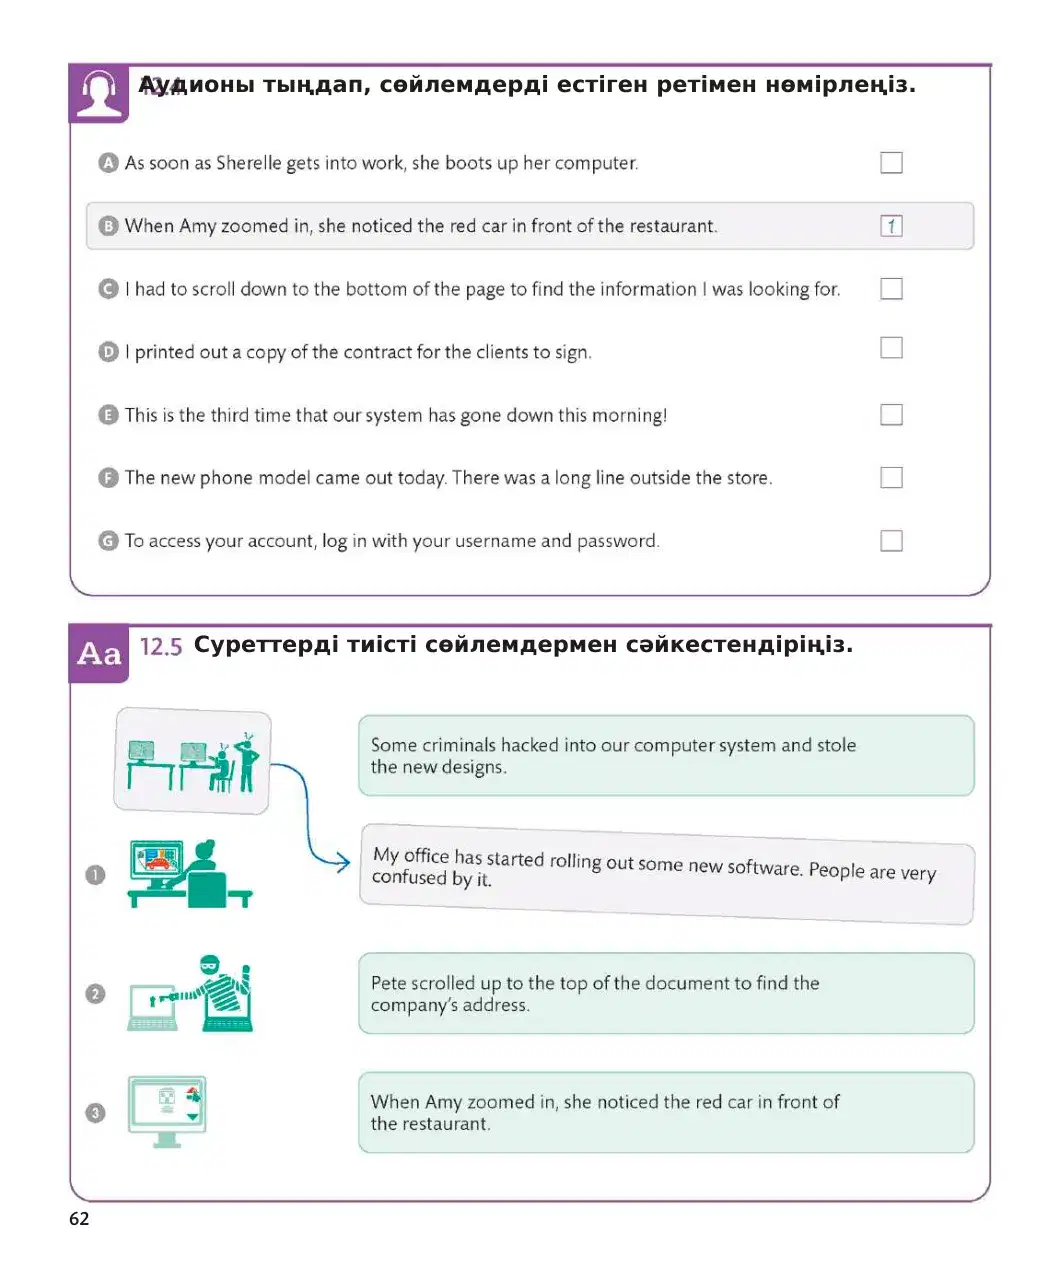 12.4 Аудионы тыңдап, сөйлемдерді естіген ретімен нөмірлеңіз.
A As soon as Sherelle gets into work, she boots up her computer.
B When Amy zoomed in, she noticed the red car in front of the restaurant. 1
C I had to scroll down to the bottom of the page to find the information I was looking for.
D I printed out a copy of the contract for the clients to sign.
E This is the third time that our system has gone down this morning!
F The new phone model came out today. There was a long line outside the store.
G To access your account, log in with your username and password.
Aa 12.5 Суреттерді тиісті сөйлемдермен сәйкестендіріңіз.
Some criminals hacked into our computer system and stole
the new designs.
My office has started rolling out some new software. People are very
confused by it.
1
Pete scrolled up to the top of the document to find the
company's address.
2
When Amy zoomed in, she noticed the red car in front of
the restaurant.
3
62